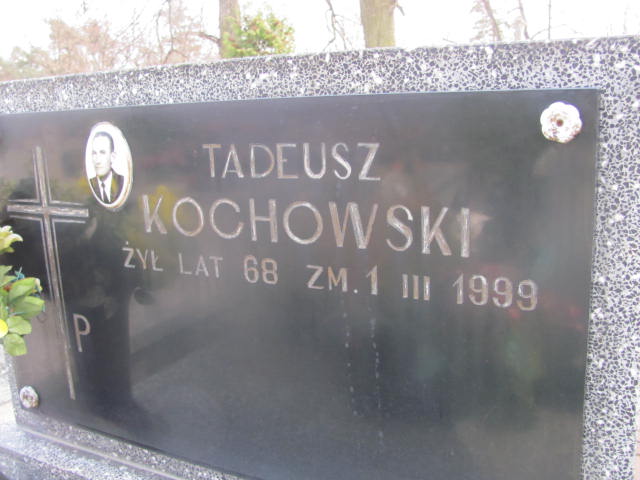 TADEUSZ
KOCHOWSKI
ŻYŁ LAT 68 ZM. 1 III 1999
P